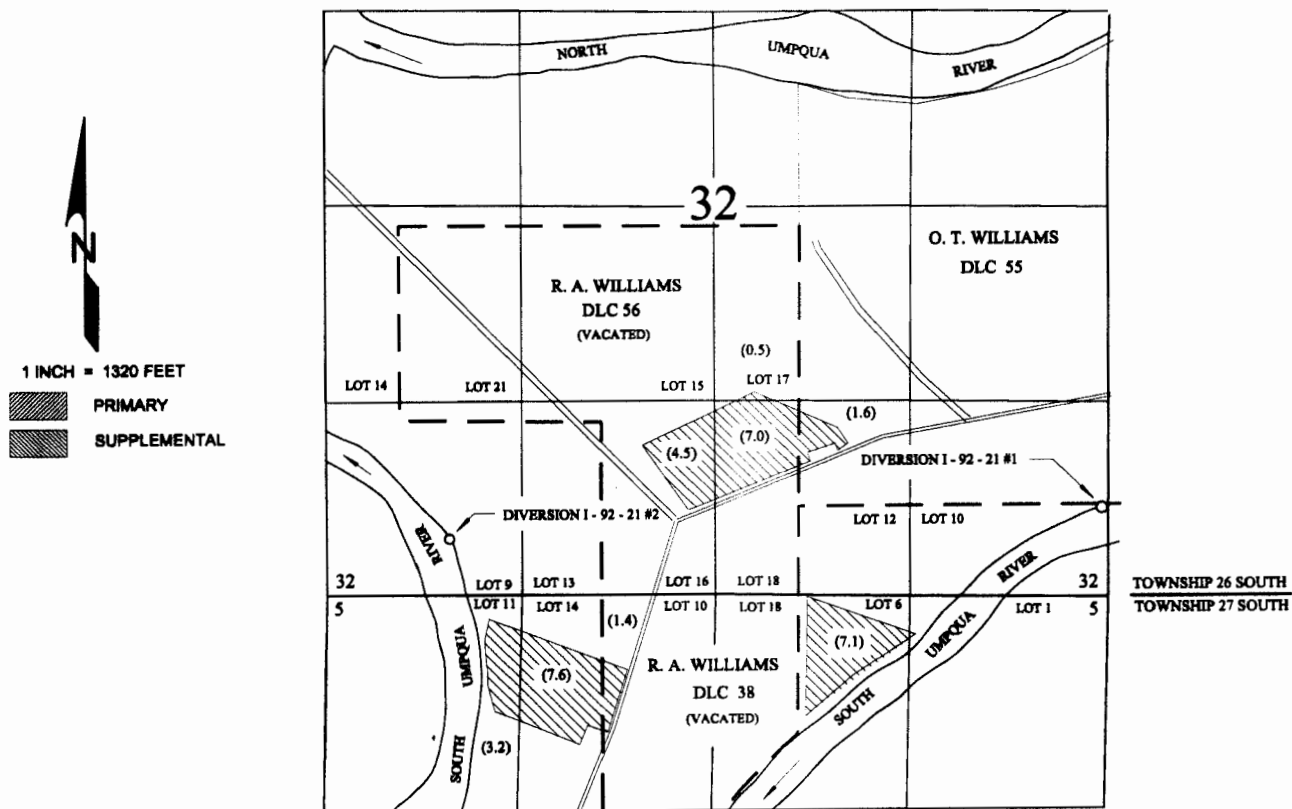 NORTH UMPQUA RIVER
32
O. T. WILLIAMS
DLC 55
R. A. WILLIAMS
DLC 56
(VACATED)
N
1 INCH = 1320 FEET
PRIMARY
SUPPLEMENTAL
(0.5)
LOT 14
LOT 21
LOT 15
LOT 17
(1.6)
(7.0)
(4.5)
DIVERSION I - 92 - 21 #1
DIVERSION I - 92 - 21 #2
LOT 12
LOT 10
RIVER
RIVER
32
LOT 9
LOT 13
LOT 16
LOT 18
32
TOWNSHIP 26 SOUTH
5
LOT 11
LOT 14
LOT 10
LOT 18
LOT 6
LOT 1
5
TOWNSHIP 27 SOUTH
(1.4)
UMPQUA
UMPQUA
(7.1)
(7.6)
R. A. WILLIAMS
DLC 38
(VACATED)
SOUTH
(3.2)
SOUTH